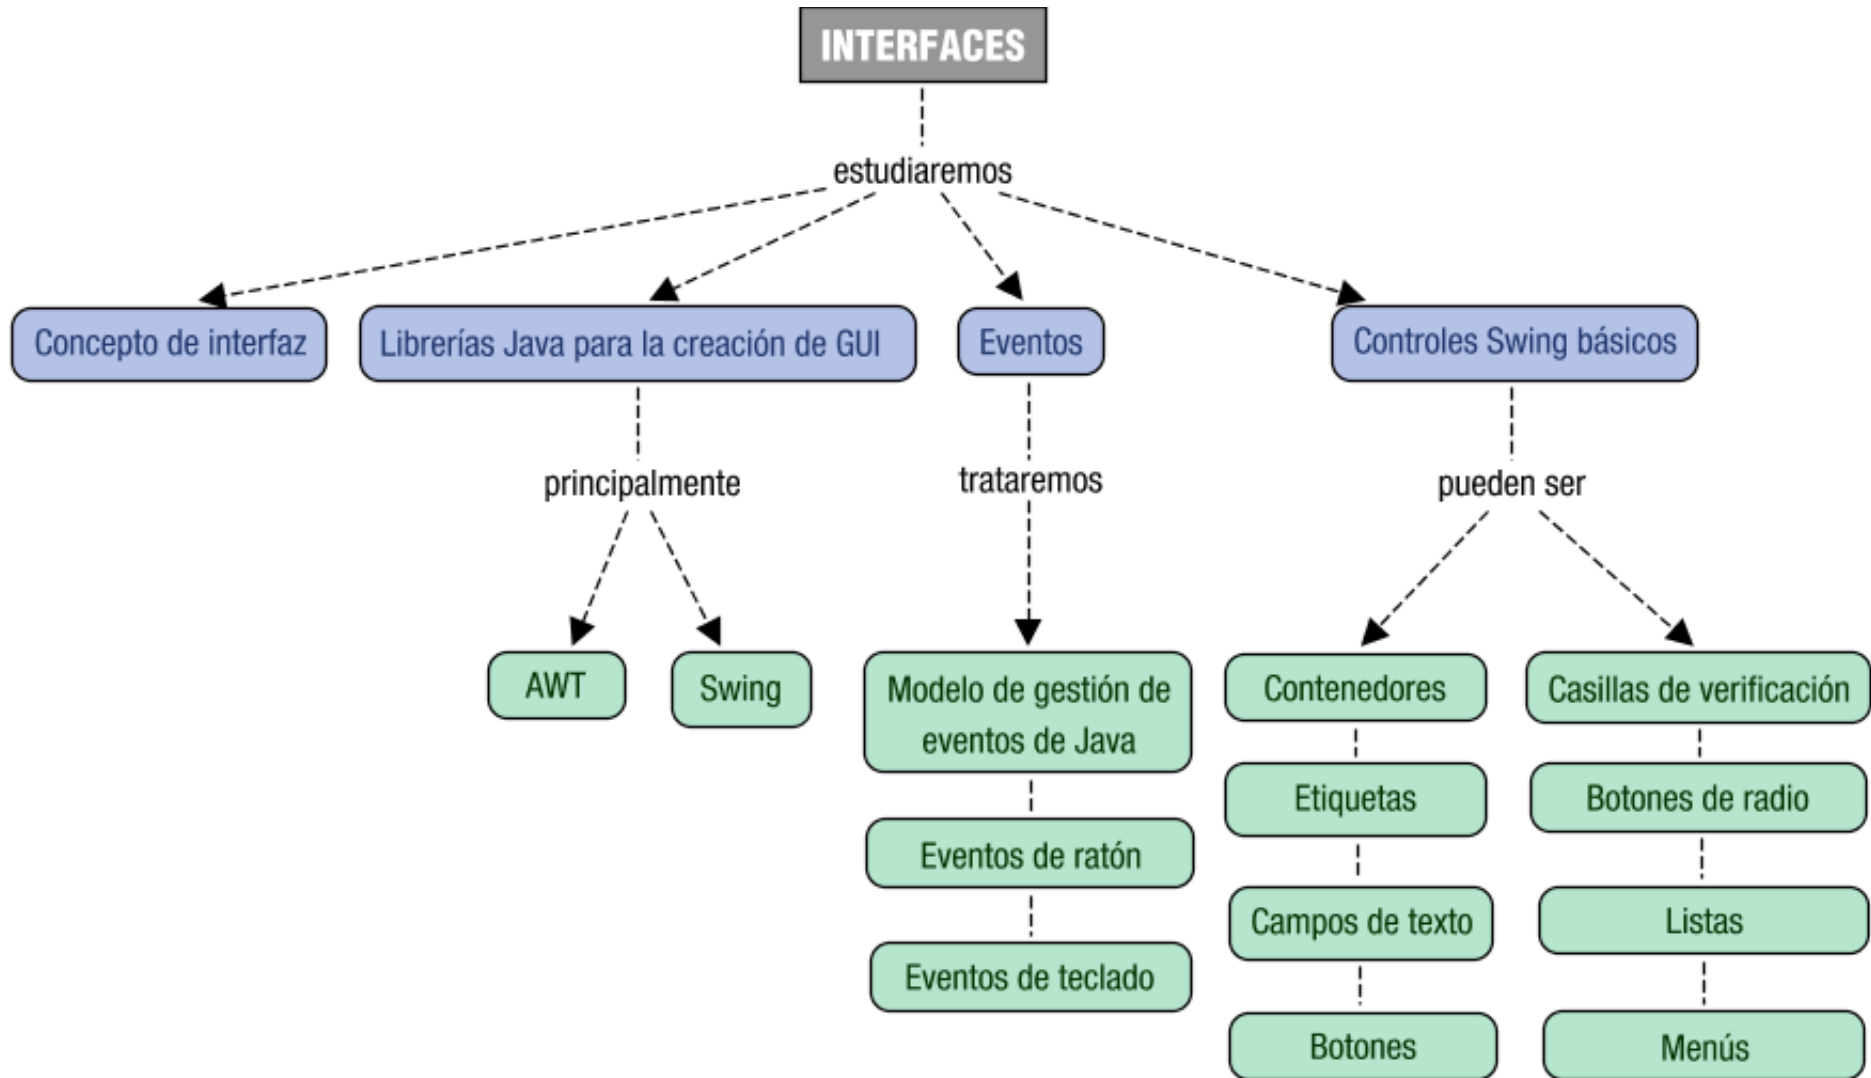 INTERFACES
estudiaremos
Concepto de interfaz
Librerías Java para la creación de GUI
Eventos
Controles Swing básicos
principalmente
trataremos
pueden ser
AWT
Swing
Modelo de gestión de
eventos de Java
Contenedores
Casillas de verificación
Etiquetas
Botones de radio
Eventos de ratón
Campos de texto
Listas
Eventos de teclado
Botones
Menús